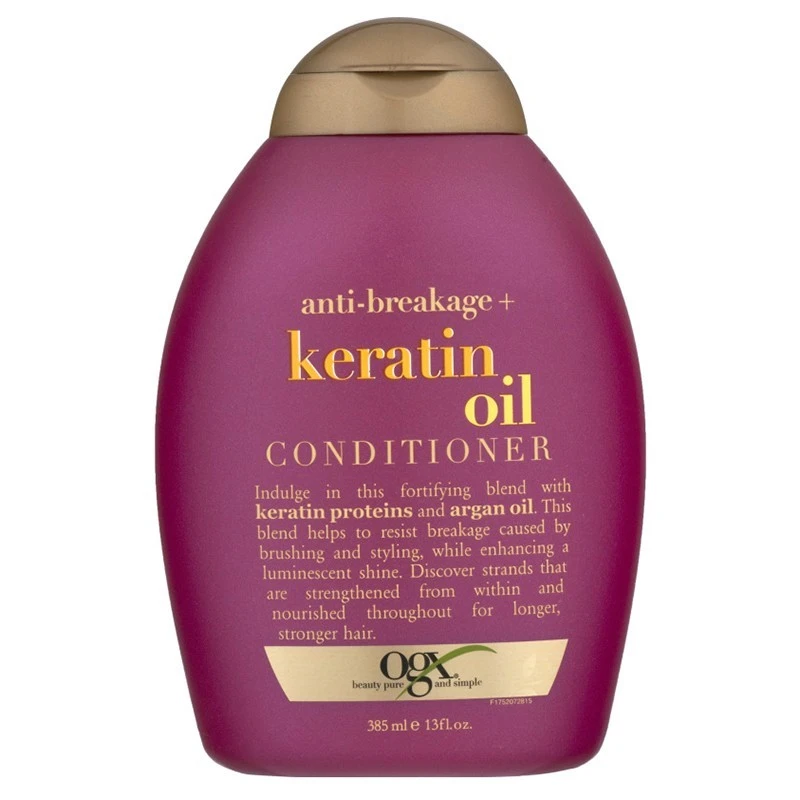 anti-breakage +
keratin
oil
CONDITIONER
Indulge in this fortifying blend with
keratin proteins and argan oil. This
blend helps to resist breakage caused by
brushing and styling, while enhancing a
luminescent shine. Discover strands that
are strengthened from within and
nourished throughout for longer,
stronger hair.
ogx
beauty pure and simple
F1752072815
385 ml e 13fl.oz.